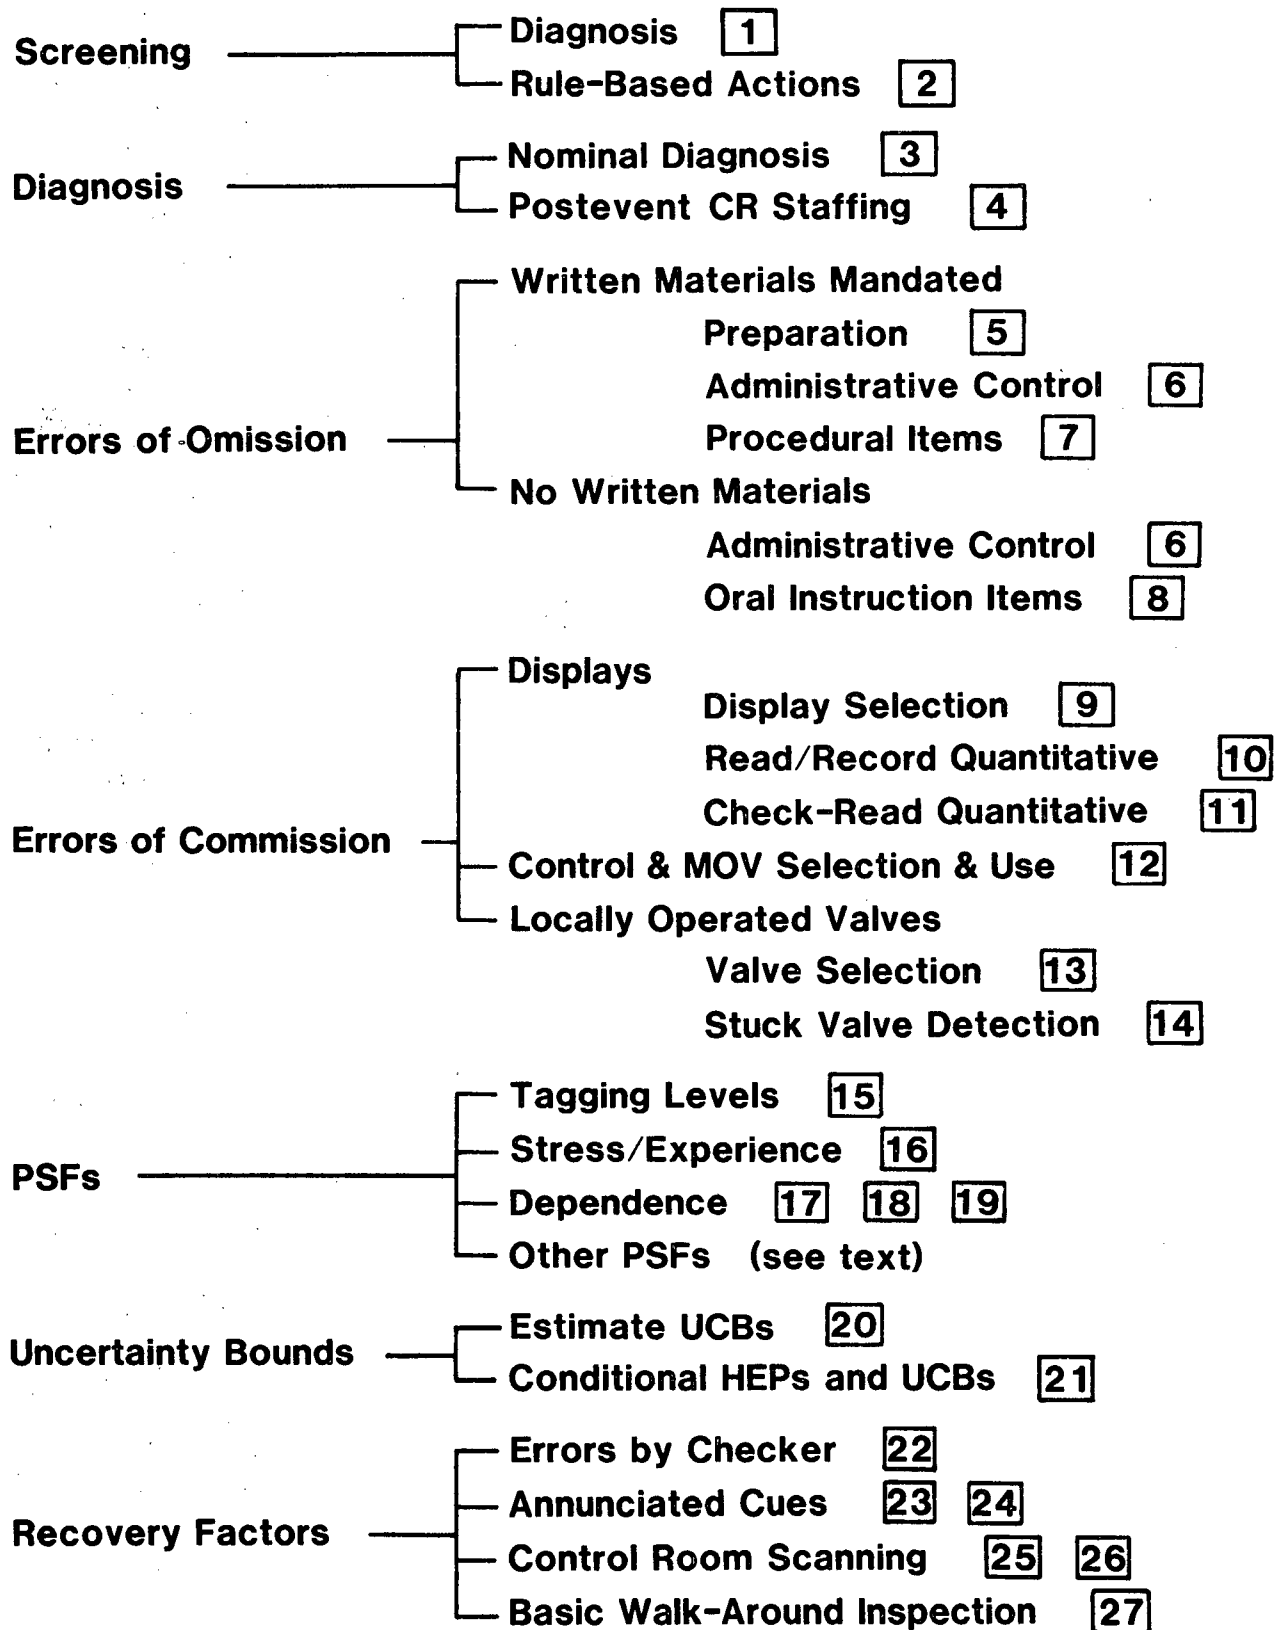 Screening
Diagnosis 1
Rule-Based Actions 2
Diagnosis
Nominal Diagnosis 3
Postevent CR Staffing 4
Errors of Omission
Written Materials Mandated
Preparation 5
Administrative Control 6
Procedural Items 7
No Written Materials
Administrative Control 6
Oral Instruction Items 8
Errors of Commission
Displays
Display Selection 9
Read/Record Quantitative 10
Check-Read Quantitative 11
Control & MOV Selection & Use 12
Locally Operated Valves
Valve Selection 13
Stuck Valve Detection 14
PSFs
Tagging Levels 15
Stress/Experience 16
Dependence 17 18 19
Other PSFs (see text)
Uncertainty Bounds
Estimate UCBs 20
Conditional HEPs and UCBs 21
Recovery Factors
Errors by Checker 22
Annunciated Cues 23 24
Control Room Scanning 25 26
Basic Walk-Around Inspection 27